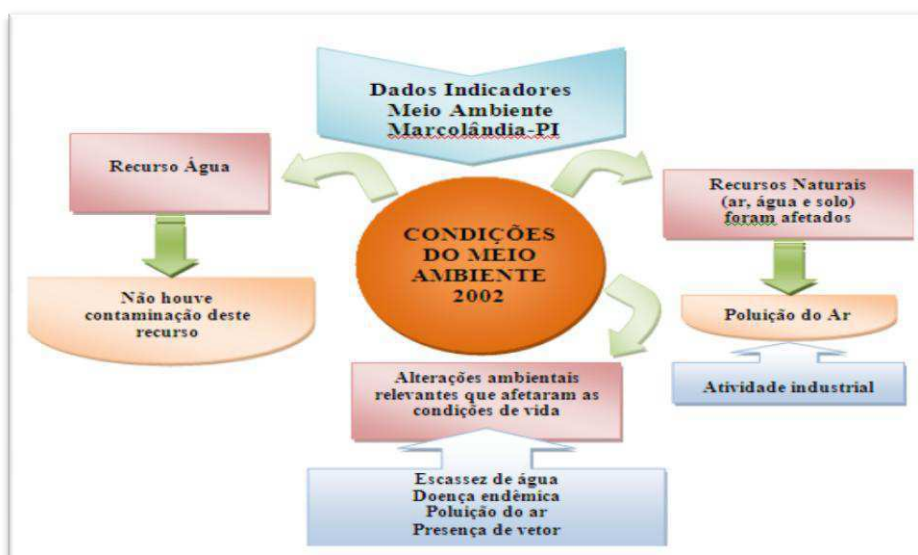 Dados Indicadores
Meio Ambiente
Marcolândia-PI
Recurso Água
Não houve
contaminação deste
recurso
CONDIÇÕES
DO MEIO
AMBIENTE
2002
Recursos Naturais
(ar, água e solo)
foram afetados
Poluição do Ar
Atividade industrial
Alterações ambientais
relevantes que afetaram as
condições de vida
Escassez de água
Doença endêmica
Poluição do ar
Presença de vetor